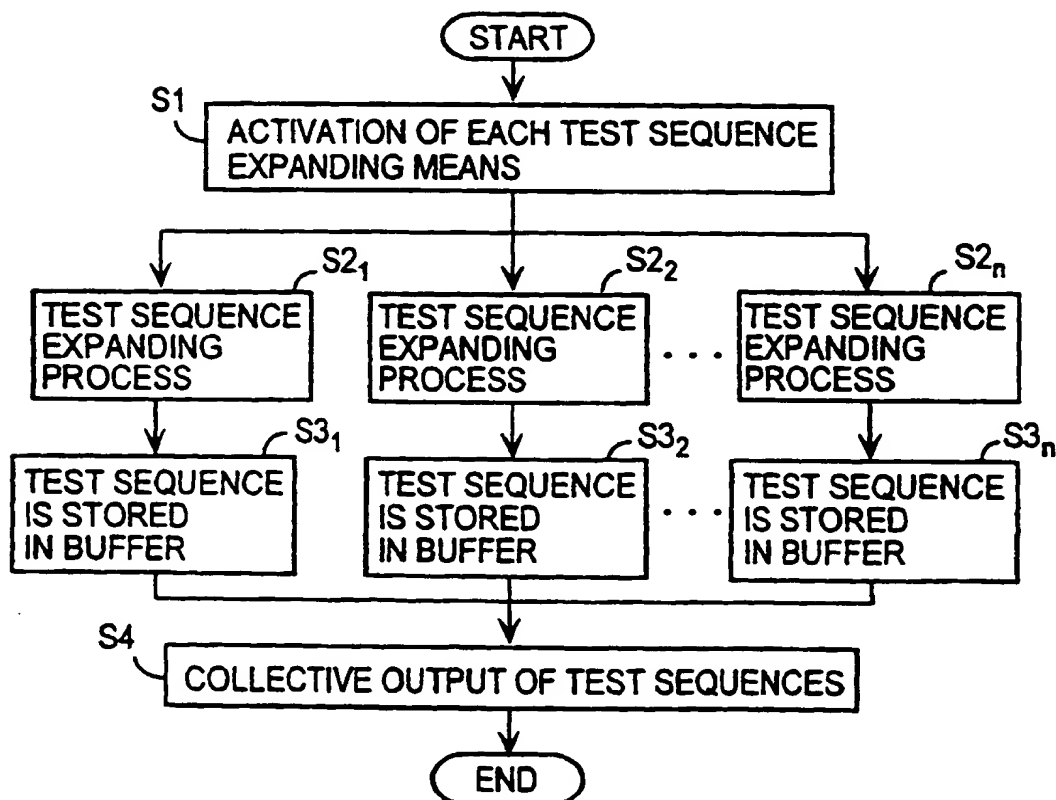 START
S1
ACTIVATION OF EACH TEST SEQUENCE
EXPANDING MEANS
S2₁
TEST SEQUENCE
EXPANDING
PROCESS
S2₂
TEST SEQUENCE
EXPANDING
PROCESS
. . .
S2ₙ
TEST SEQUENCE
EXPANDING
PROCESS
S3₁
TEST SEQUENCE
IS STORED
IN BUFFER
S3₂
TEST SEQUENCE
IS STORED
IN BUFFER
. . .
S3ₙ
TEST SEQUENCE
IS STORED
IN BUFFER
S4
COLLECTIVE OUTPUT OF TEST SEQUENCES
END